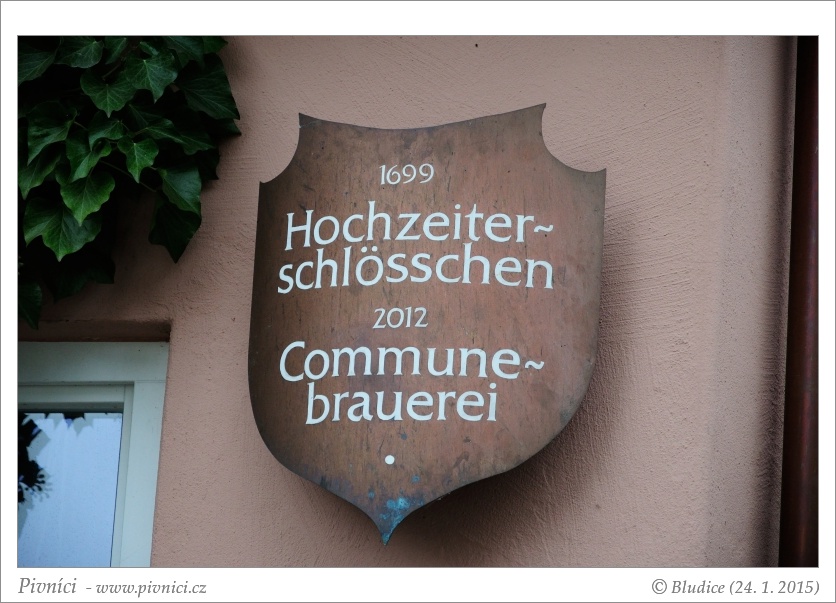 1699
Hochzeiter~
schlösschen
2012
Commune~
brauerei
Pivníci - www.pivnici.cz
© Bludice (24. 1. 2015)